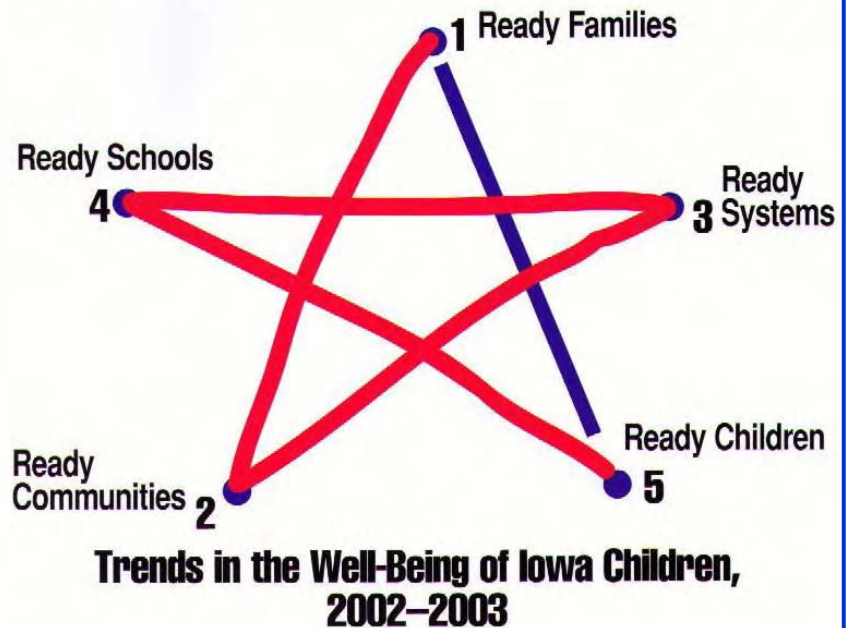 1 Ready Families
Ready Schools
4
Ready
3 Systems
Ready
Communities 2
Ready Children
5
Trends in the Well-Being of Iowa Children,
2002–2003